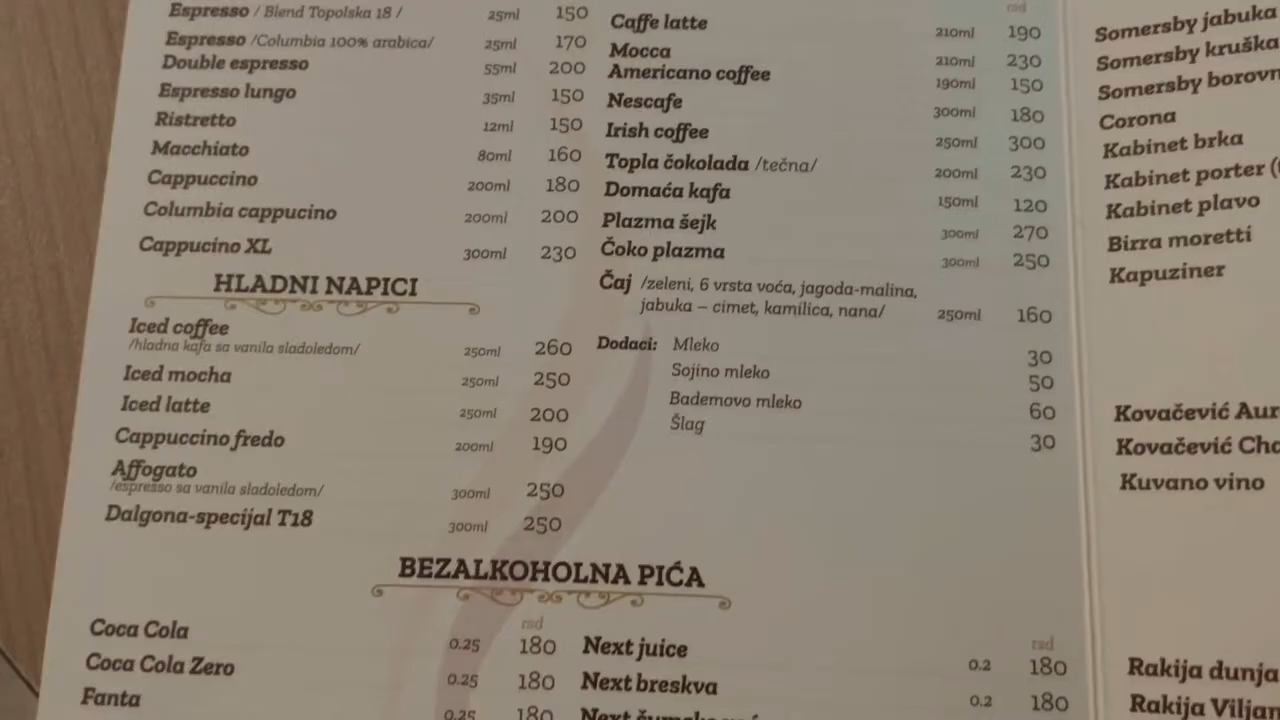 Espresso / Blend Topolska 18 / 25ml 150
Espresso /Columbia 100% arabica/ 25ml 170
Double espresso 55ml 200
Espresso lungo 35ml 150
Ristretto 12ml 150
Macchiato 80ml 160
Cappuccino 200ml 180
Columbia cappucino 200ml 200
Cappucino XL 300ml 230
HLADNI NAPICI
Iced coffee
/hladna kafa sa vanila sladoledom/ 250ml 260
Iced mocha 250ml 250
Iced latte 250ml 200
Cappuccino fredo 200ml 190
Affogato
/espresso sa vanila sladoledom/ 300ml 250
Dalgona-specijal T18 300ml 250
rsd
Caffe latte 210ml 190
Mocca 210ml 230
Americano coffee 190ml 150
Nescafe 300ml 180
Irish coffee 250ml 300
Topla čokolada /tečna/ 200ml 230
Domaća kafa 150ml 120
Plazma šejk 300ml 270
Čoko plazma 300ml 250
Čaj /zeleni, 6 vrsta voća, jagoda-malina,
jabuka – cimet, kamilica, nana/ 250ml 160
Dodaci: Mleko 30
Sojino mleko 50
Bademovo mleko 60
Šlag 30
BEZALKOHOLNA PIĆA
rsd
Coca Cola 0.25 180
Coca Cola Zero 0.25 180
Fanta 0.25 180
rsd
Next juice 0.2 180
Next breskva 0.2 180
Next
Somersby jabuka
Somersby kruška
Somersby
Corona
Kabinet brka
Kabinet porter
Kabinet plavo
Birra moretti
Kapuziner
Kovačević
Kovačević
Kuvano vino
Rakija dunja
Rakija